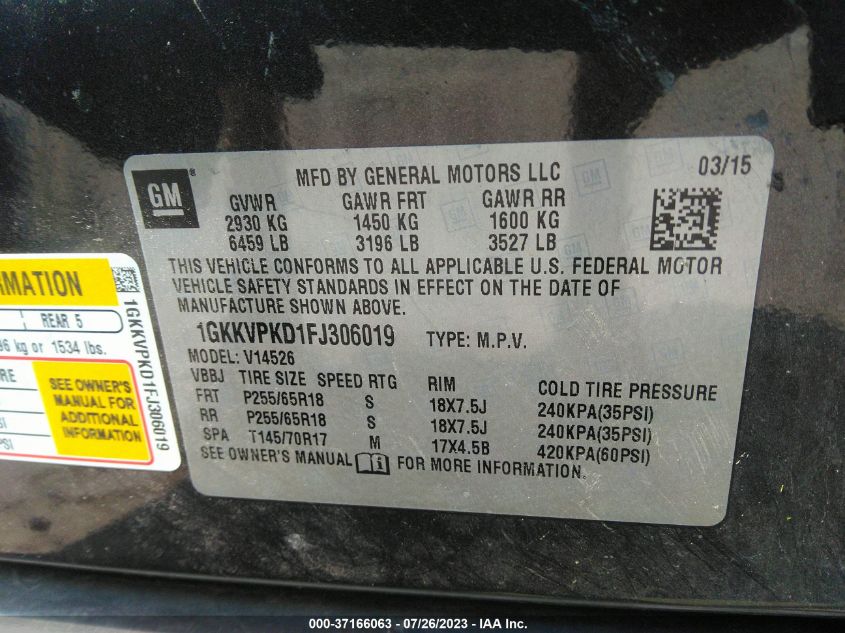 GM
®
MFD BY GENERAL MOTORS LLC
03/15
GVWR GAWR FRT GAWR RR
2930 KG 1450 KG 1600 KG
6459 LB 3196 LB 3527 LB
THIS VEHICLE CONFORMS TO ALL APPLICABLE U.S. FEDERAL MOTOR
VEHICLE SAFETY STANDARDS IN EFFECT ON THE DATE OF
MANUFACTURE SHOWN ABOVE.
1GKKVPKD1FJ306019 TYPE: M.P.V.
MODEL: V14526
VBBJ TIRE SIZE SPEED RTG RIM COLD TIRE PRESSURE
FRT P255/65R18 S 18X7.5J 240KPA(35PSI)
RR P255/65R18 S 18X7.5J 240KPA(35PSI)
SPA T145/70R17 M 17X4.5B 420KPA(60PSI)
SEE OWNER'S MANUAL FOR MORE INFORMATION.
REAR 5
kg or 1534 lbs.
SEE OWNER'S
MANUAL FOR
ADDITIONAL
INFORMATION
1GKKVPKD1FJ306019
000-37166063 - 07/26/2023 - IAA Inc.